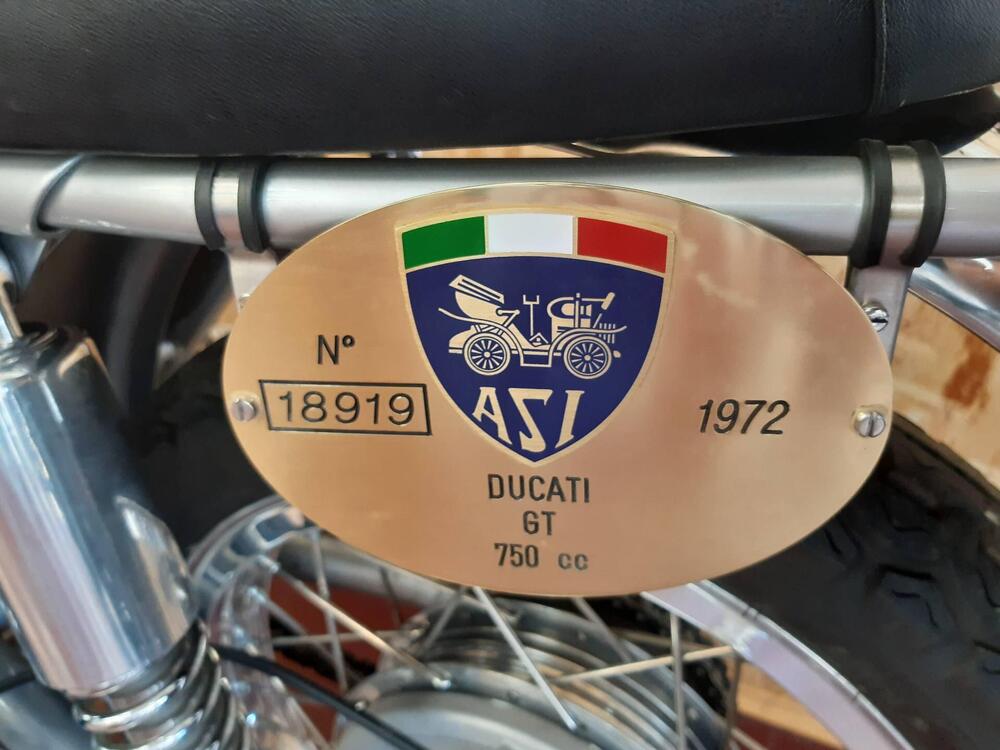 ASI
N°
18919
1972
DUCATI
GT
750 cc